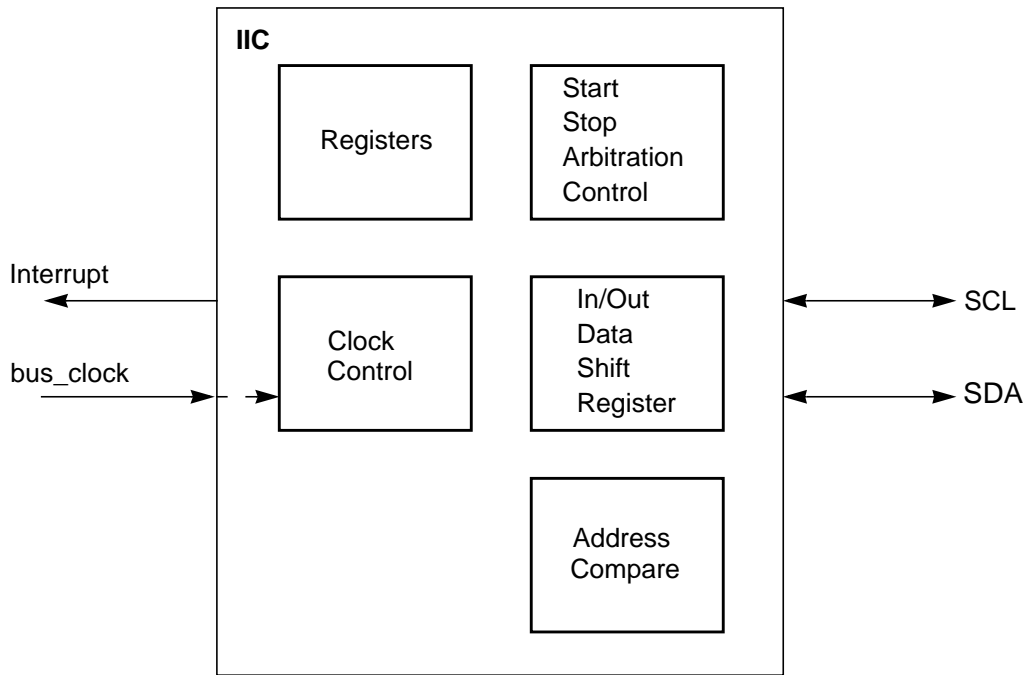 IIC
Registers
Start
Stop
Arbitration
Control
Interrupt
bus_clock
Clock
Control
In/Out
Data
Shift
Register
SCL
SDA
Address
Compare